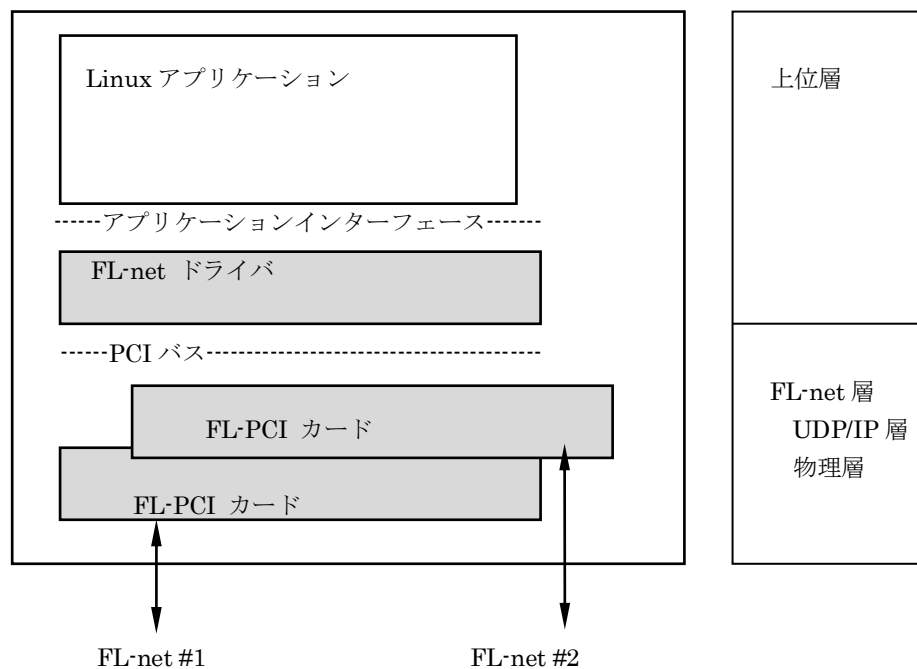 Linux アプリケーション
------アプリケーションインターフェース------
FL-net ドライバ
------PCI バス------------------------------------
FL-PCI カード
FL-PCI カード
FL-net #1
FL-net #2
上位層
FL-net 層
UDP/IP 層
物理層